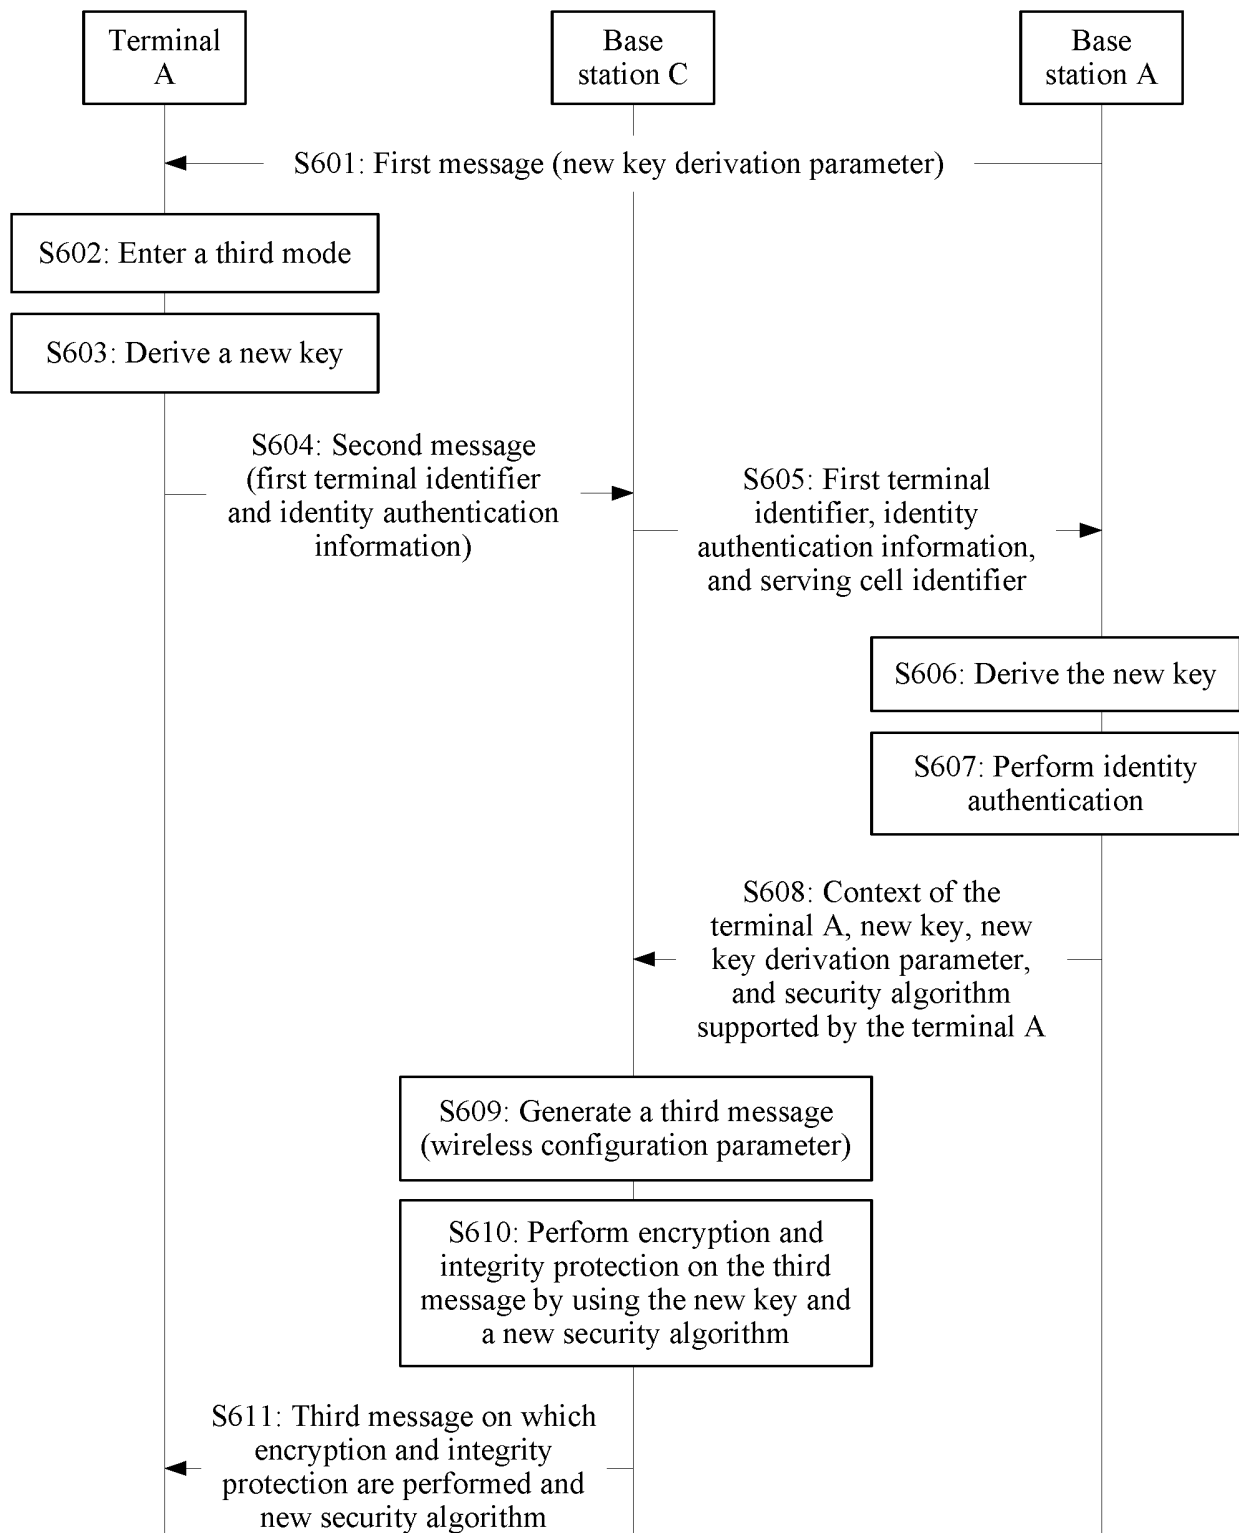 Terminal
A
Base
station C
Base
station A
S601: First message (new key derivation parameter)
S602: Enter a third mode
S603: Derive a new key
S604: Second message
(first terminal identifier
and identity authentication
information)
S605: First terminal
identifier, identity
authentication information,
and serving cell identifier
S606: Derive the new key
S607: Perform identity
authentication
S608: Context of the
terminal A, new key, new
key derivation parameter,
and security algorithm
supported by the terminal A
S609: Generate a third message
(wireless configuration parameter)
S610: Perform encryption and
integrity protection on the third
message by using the new key and
a new security algorithm
S611: Third message on which
encryption and integrity
protection are performed and
new security algorithm